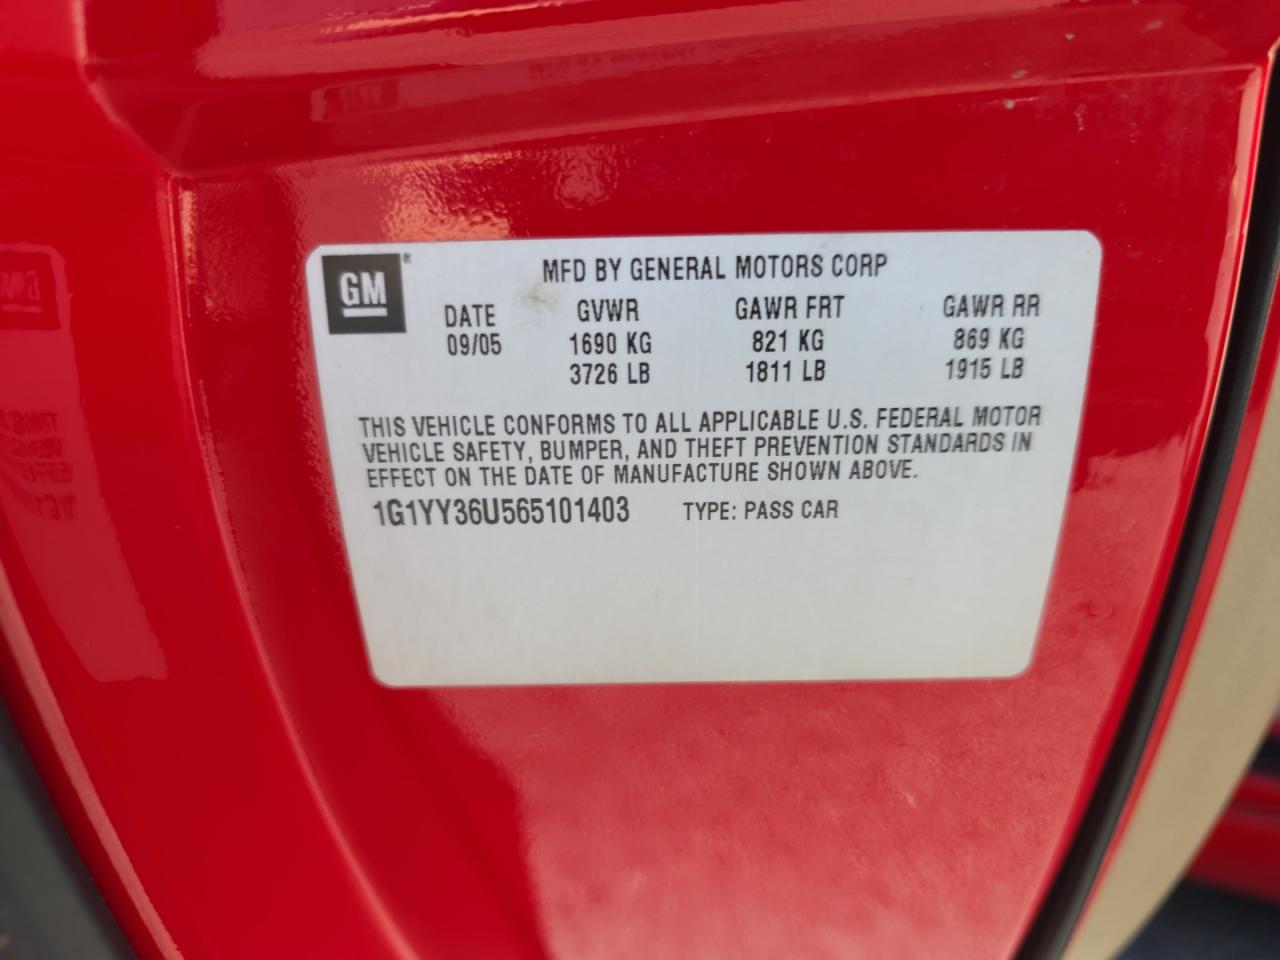 GM®
MFD BY GENERAL MOTORS CORP
DATE GVWR GAWR FRT GAWR RR
09/05 1690 KG 821 KG 869 KG
3726 LB 1811 LB 1915 LB
THIS VEHICLE CONFORMS TO ALL APPLICABLE U.S. FEDERAL MOTOR
VEHICLE SAFETY, BUMPER, AND THEFT PREVENTION STANDARDS IN
EFFECT ON THE DATE OF MANUFACTURE SHOWN ABOVE.
1G1YY36U565101403 TYPE: PASS CAR